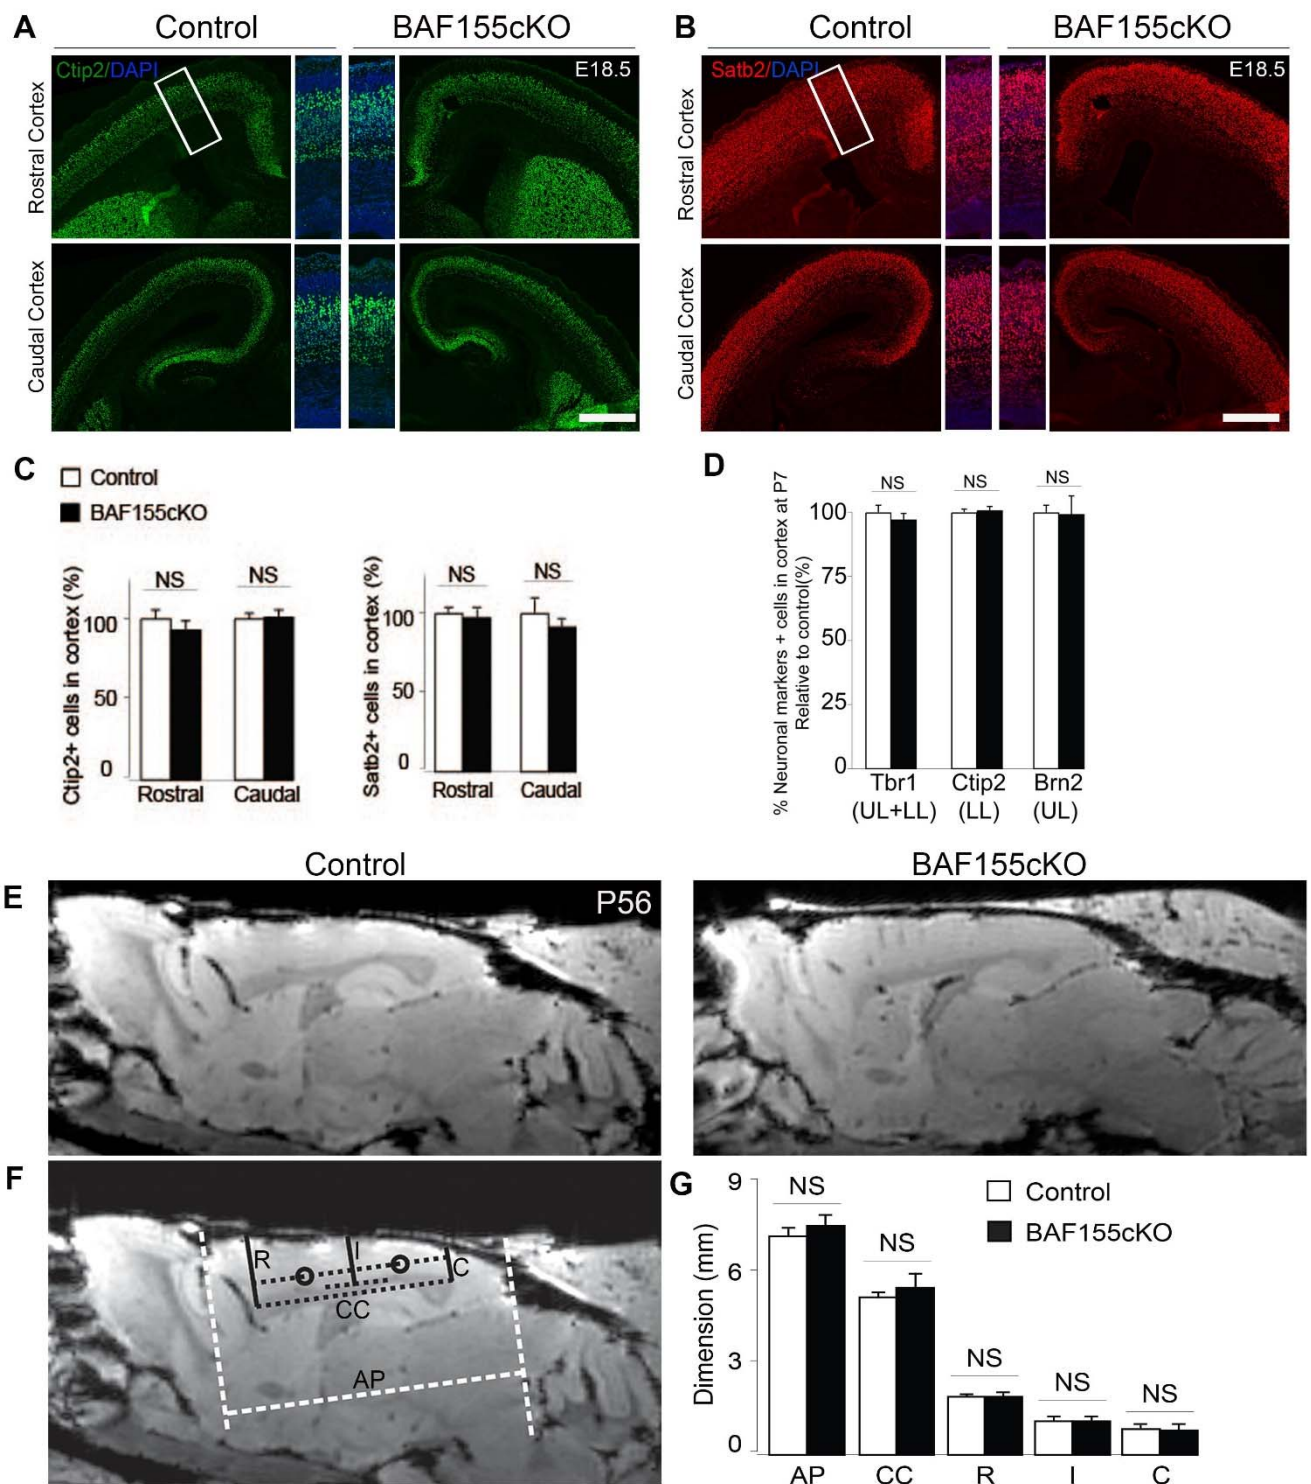 A
Control
BAF155cKO
Ctip2/DAPI
E18.5
Rostral Cortex
Caudal Cortex
B
Control
BAF155cKO
Satb2/DAPI
E18.5
Rostral Cortex
Caudal Cortex
C
Control
BAF155cKO
Ctip2+ cells in cortex (%)
100
50
0
NS
NS
Rostral
Caudal
Satb2+ cells in cortex (%)
100
50
0
NS
NS
Rostral
Caudal
D
% Neuronal markers + cells in cortex at P7
Relative to control(%)
100
75
50
25
0
NS
NS
NS
Tbr1
(UL+LL)
Ctip2
(LL)
Brn2
(UL)
Control
BAF155cKO
E
P56
F
R
I
C
CC
AP
G
Control
BAF155cKO
Dimension (mm)
9
6
3
0
NS
NS
NS
NS
NS
AP
CC
R
I
C